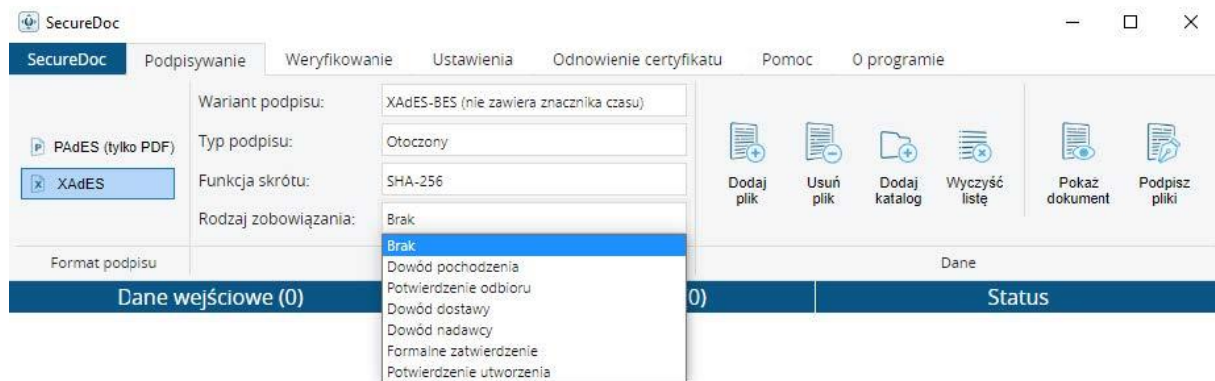 SecureDoc
SecureDoc Podpisywanie Weryfikowanie Ustawienia Odnowienie certyfikatu Pomoc O programie
PAdES (tylko PDF)
XAdES
Format podpisu
Wariant podpisu: XAdES-BES (nie zawiera znacznika czasu)
Typ podpisu: Otoczony
Funkcja skrótu: SHA-256
Rodzaj zobowiązania: Brak
Brak
Dowód pochodzenia
Potwierdzenie odbioru
Dowód dostawy
Dowód nadawcy
Formalne zatwierdzenie
Potwierdzenie utworzenia
Dodaj
plik
Usuń
plik
Dodaj
katalog
Wyczyść
listę
Pokaż
dokument
Podpisz
pliki
Dane
Dane wejściowe (0) 0) Status